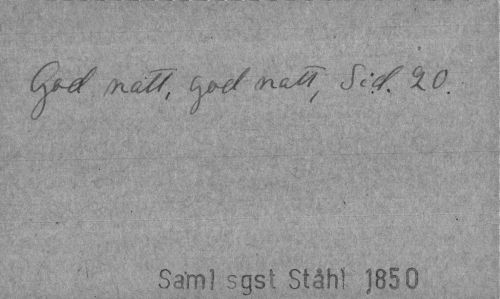 God natt, god natt, Sid. 20.
Saml sgst Ståhl 1850